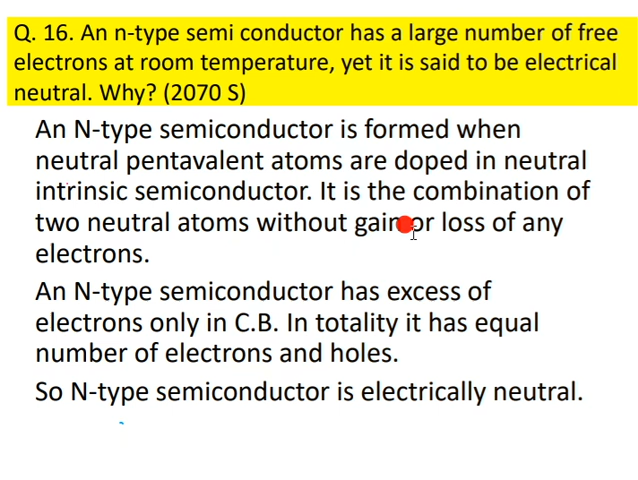 Q. 16. An n-type semi conductor has a large number of free
electrons at room temperature, yet it is said to be electrical
neutral. Why? (2070 S)
An N-type semiconductor is formed when
neutral pentavalent atoms are doped in neutral
intrinsic semiconductor. It is the combination of
two neutral atoms without gain or loss of any
electrons.
An N-type semiconductor has excess of
electrons only in C.B. In totality it has equal
number of electrons and holes.
So N-type semiconductor is electrically neutral.